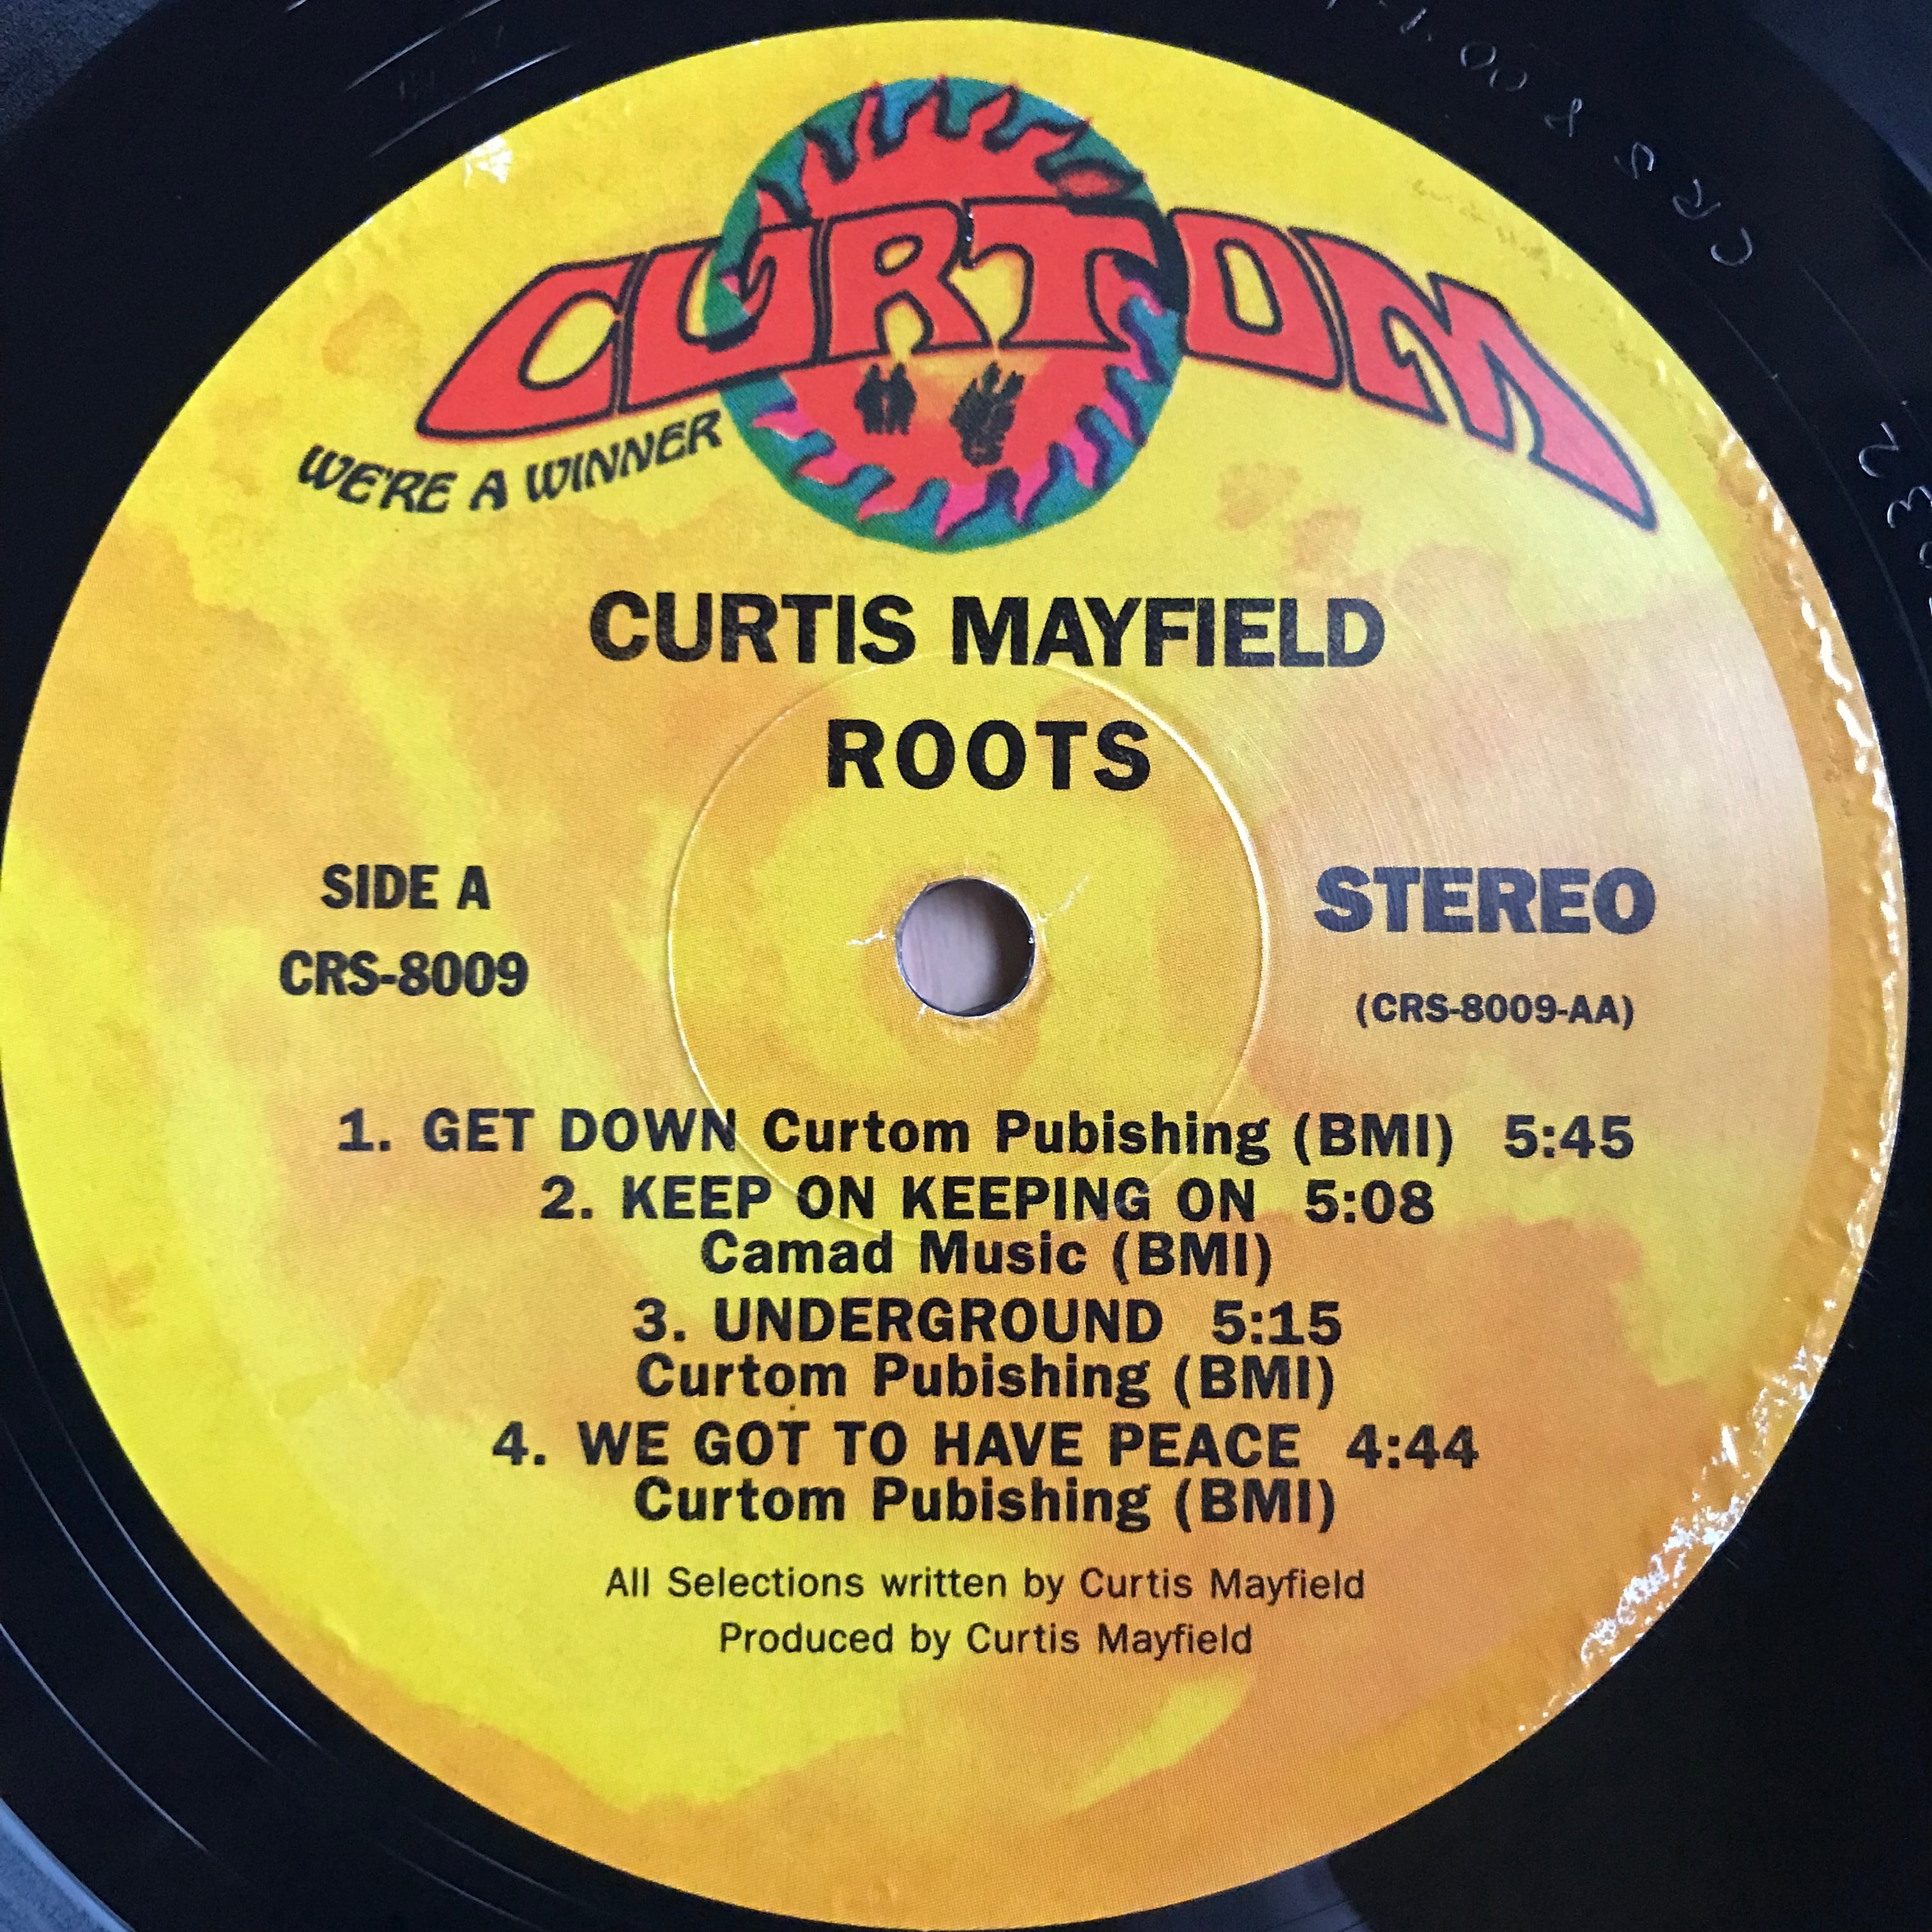 CURTOM
WE'RE A WINNER
CURTIS MAYFIELD
ROOTS
SIDE A
CRS-8009
STEREO
(CRS-8009-AA)
1. GET DOWN Curtom Pubishing (BMI) 5:45
2. KEEP ON KEEPING ON 5:08
Camad Music (BMI)
3. UNDERGROUND 5:15
Curtom Pubishing (BMI)
4. WE GOT TO HAVE PEACE 4:44
Curtom Pubishing (BMI)
All Selections written by Curtis Mayfield
Produced by Curtis Mayfield